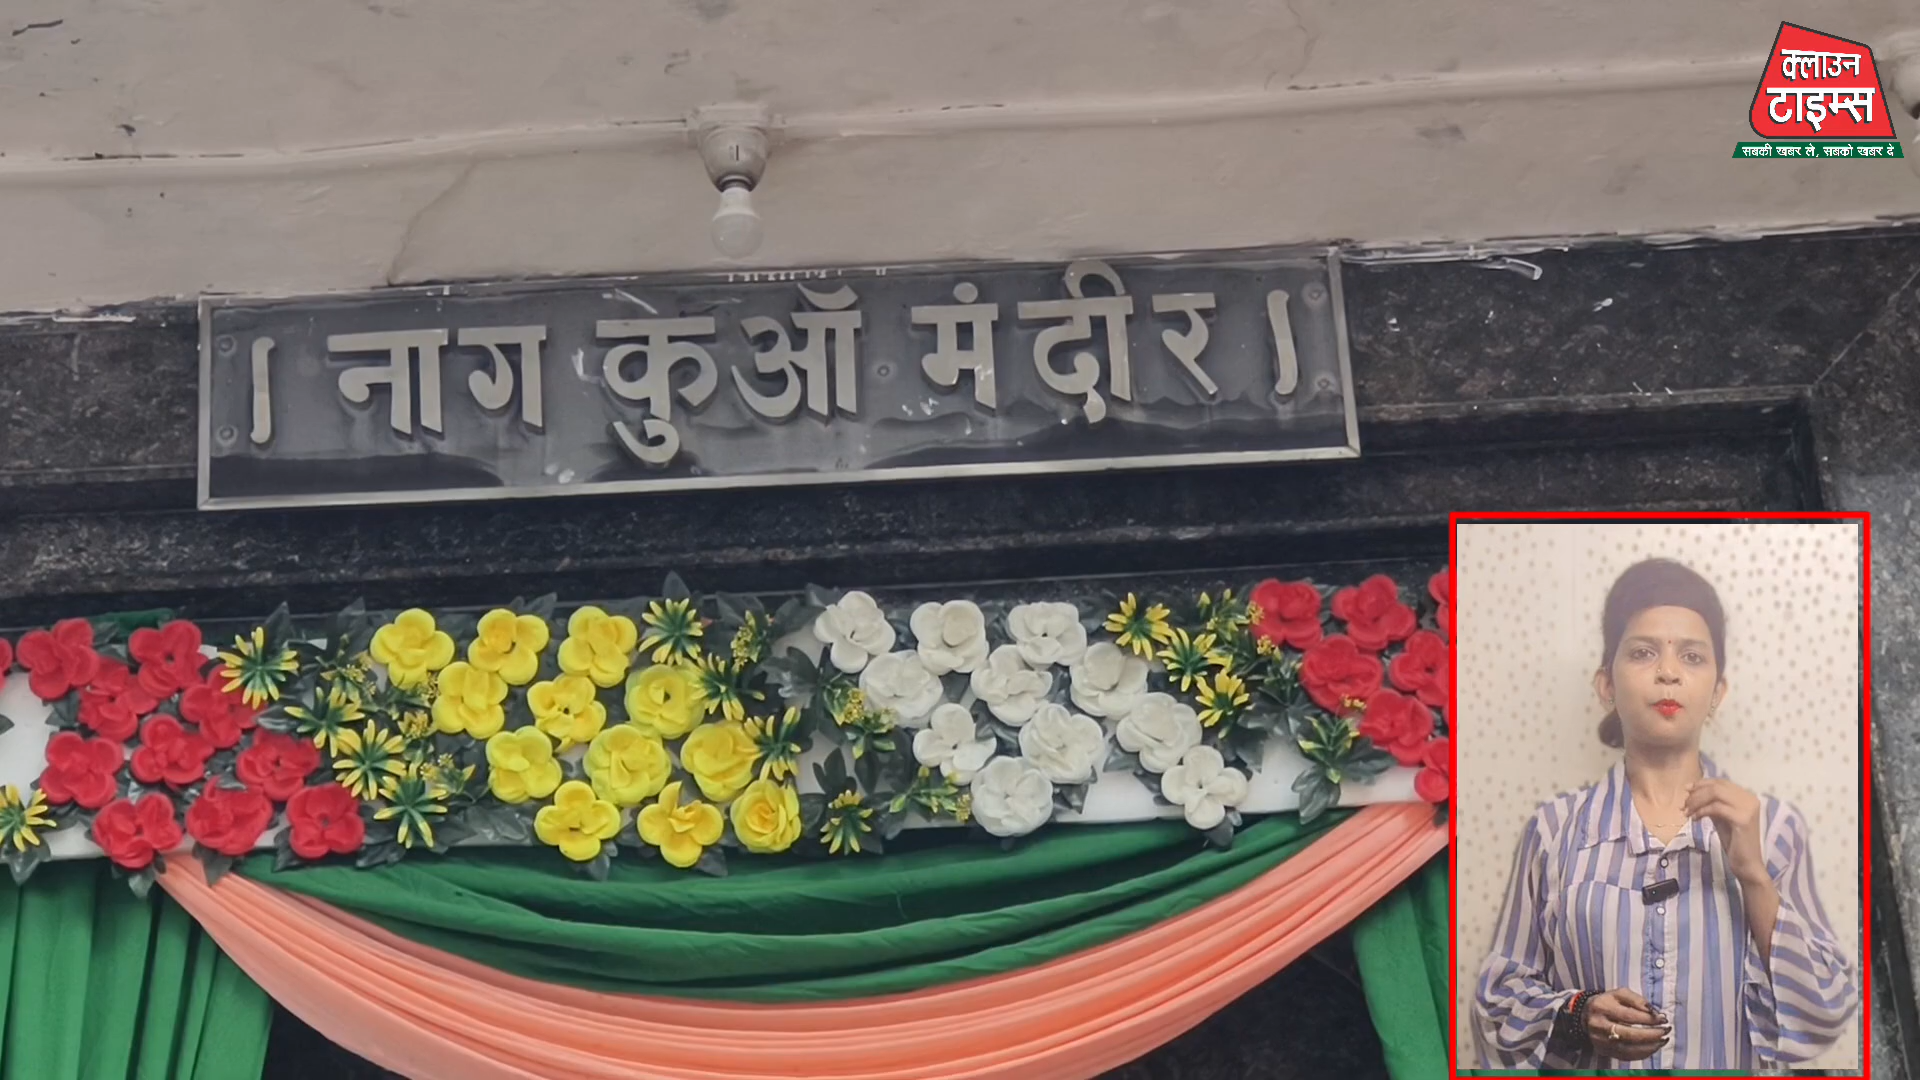 । नाग कुऑ मंदीर ।
क्लाउन
टाइम्स
सबकी खबर ले, सबको खबर दे